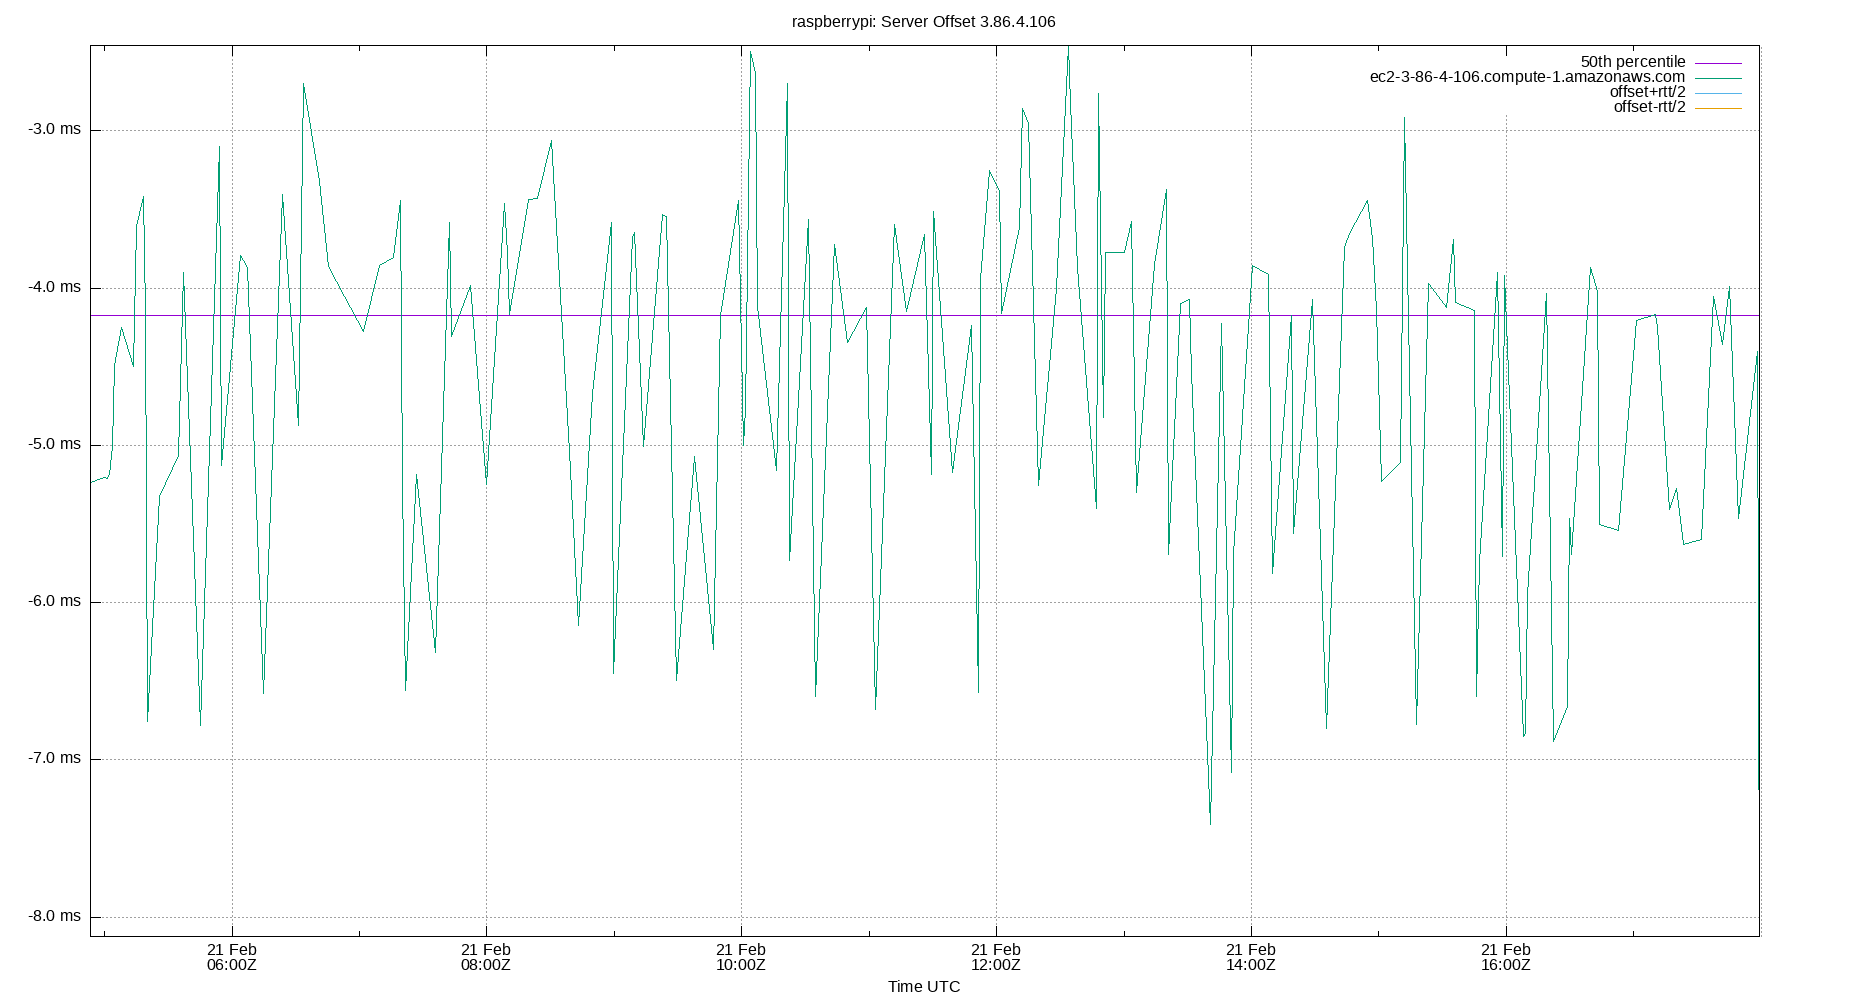 raspberrypi: Server Offset 3.86.4.106
50th percentile
ec2-3-86-4-106.compute-1.amazonaws.com
offset+rtt/2
offset-rtt/2
-3.0 ms
-4.0 ms
-5.0 ms
-6.0 ms
-7.0 ms
-8.0 ms
21 Feb 21 Feb 21 Feb 21 Feb 21 Feb 21 Feb
06:00Z 08:00Z 10:00Z 12:00Z 14:00Z 16:00Z
Time UTC